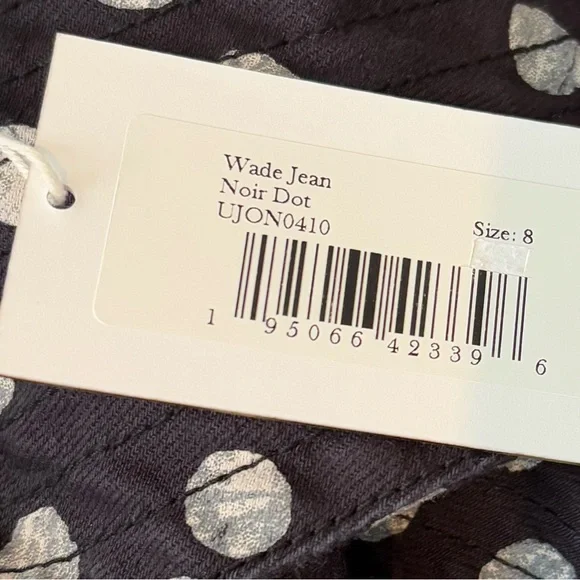 Wade Jean
Noir Dot
UJON0410
Size: 8
1 95066 42339 6